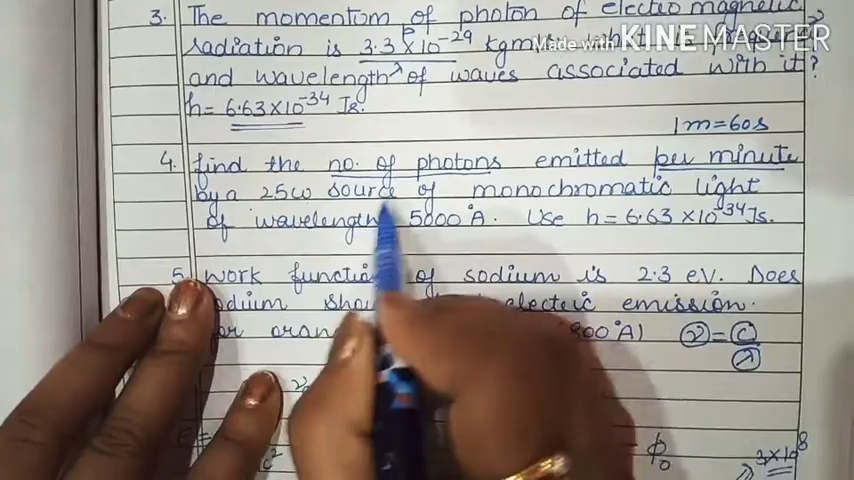 3. The momentum of photon of electromagnetic
radiation is 3.3×10⁻²⁹ kgm/s.
Made with KINEMASTER
and wavelength λ of waves associated with it?
h= 6.63×10⁻³⁴ Js.
1m=60s
4. find the no. of photons emitted per minute
by a 25w source of monochromatic light
of wavelength 5000 °A. Use h = 6.63 ×10⁻³⁴ Js.
5. Work function of sodium is 2.3 eV. Does
sodium electric emission.
oran
ν = c/λ
ϕ₀
3×10⁸